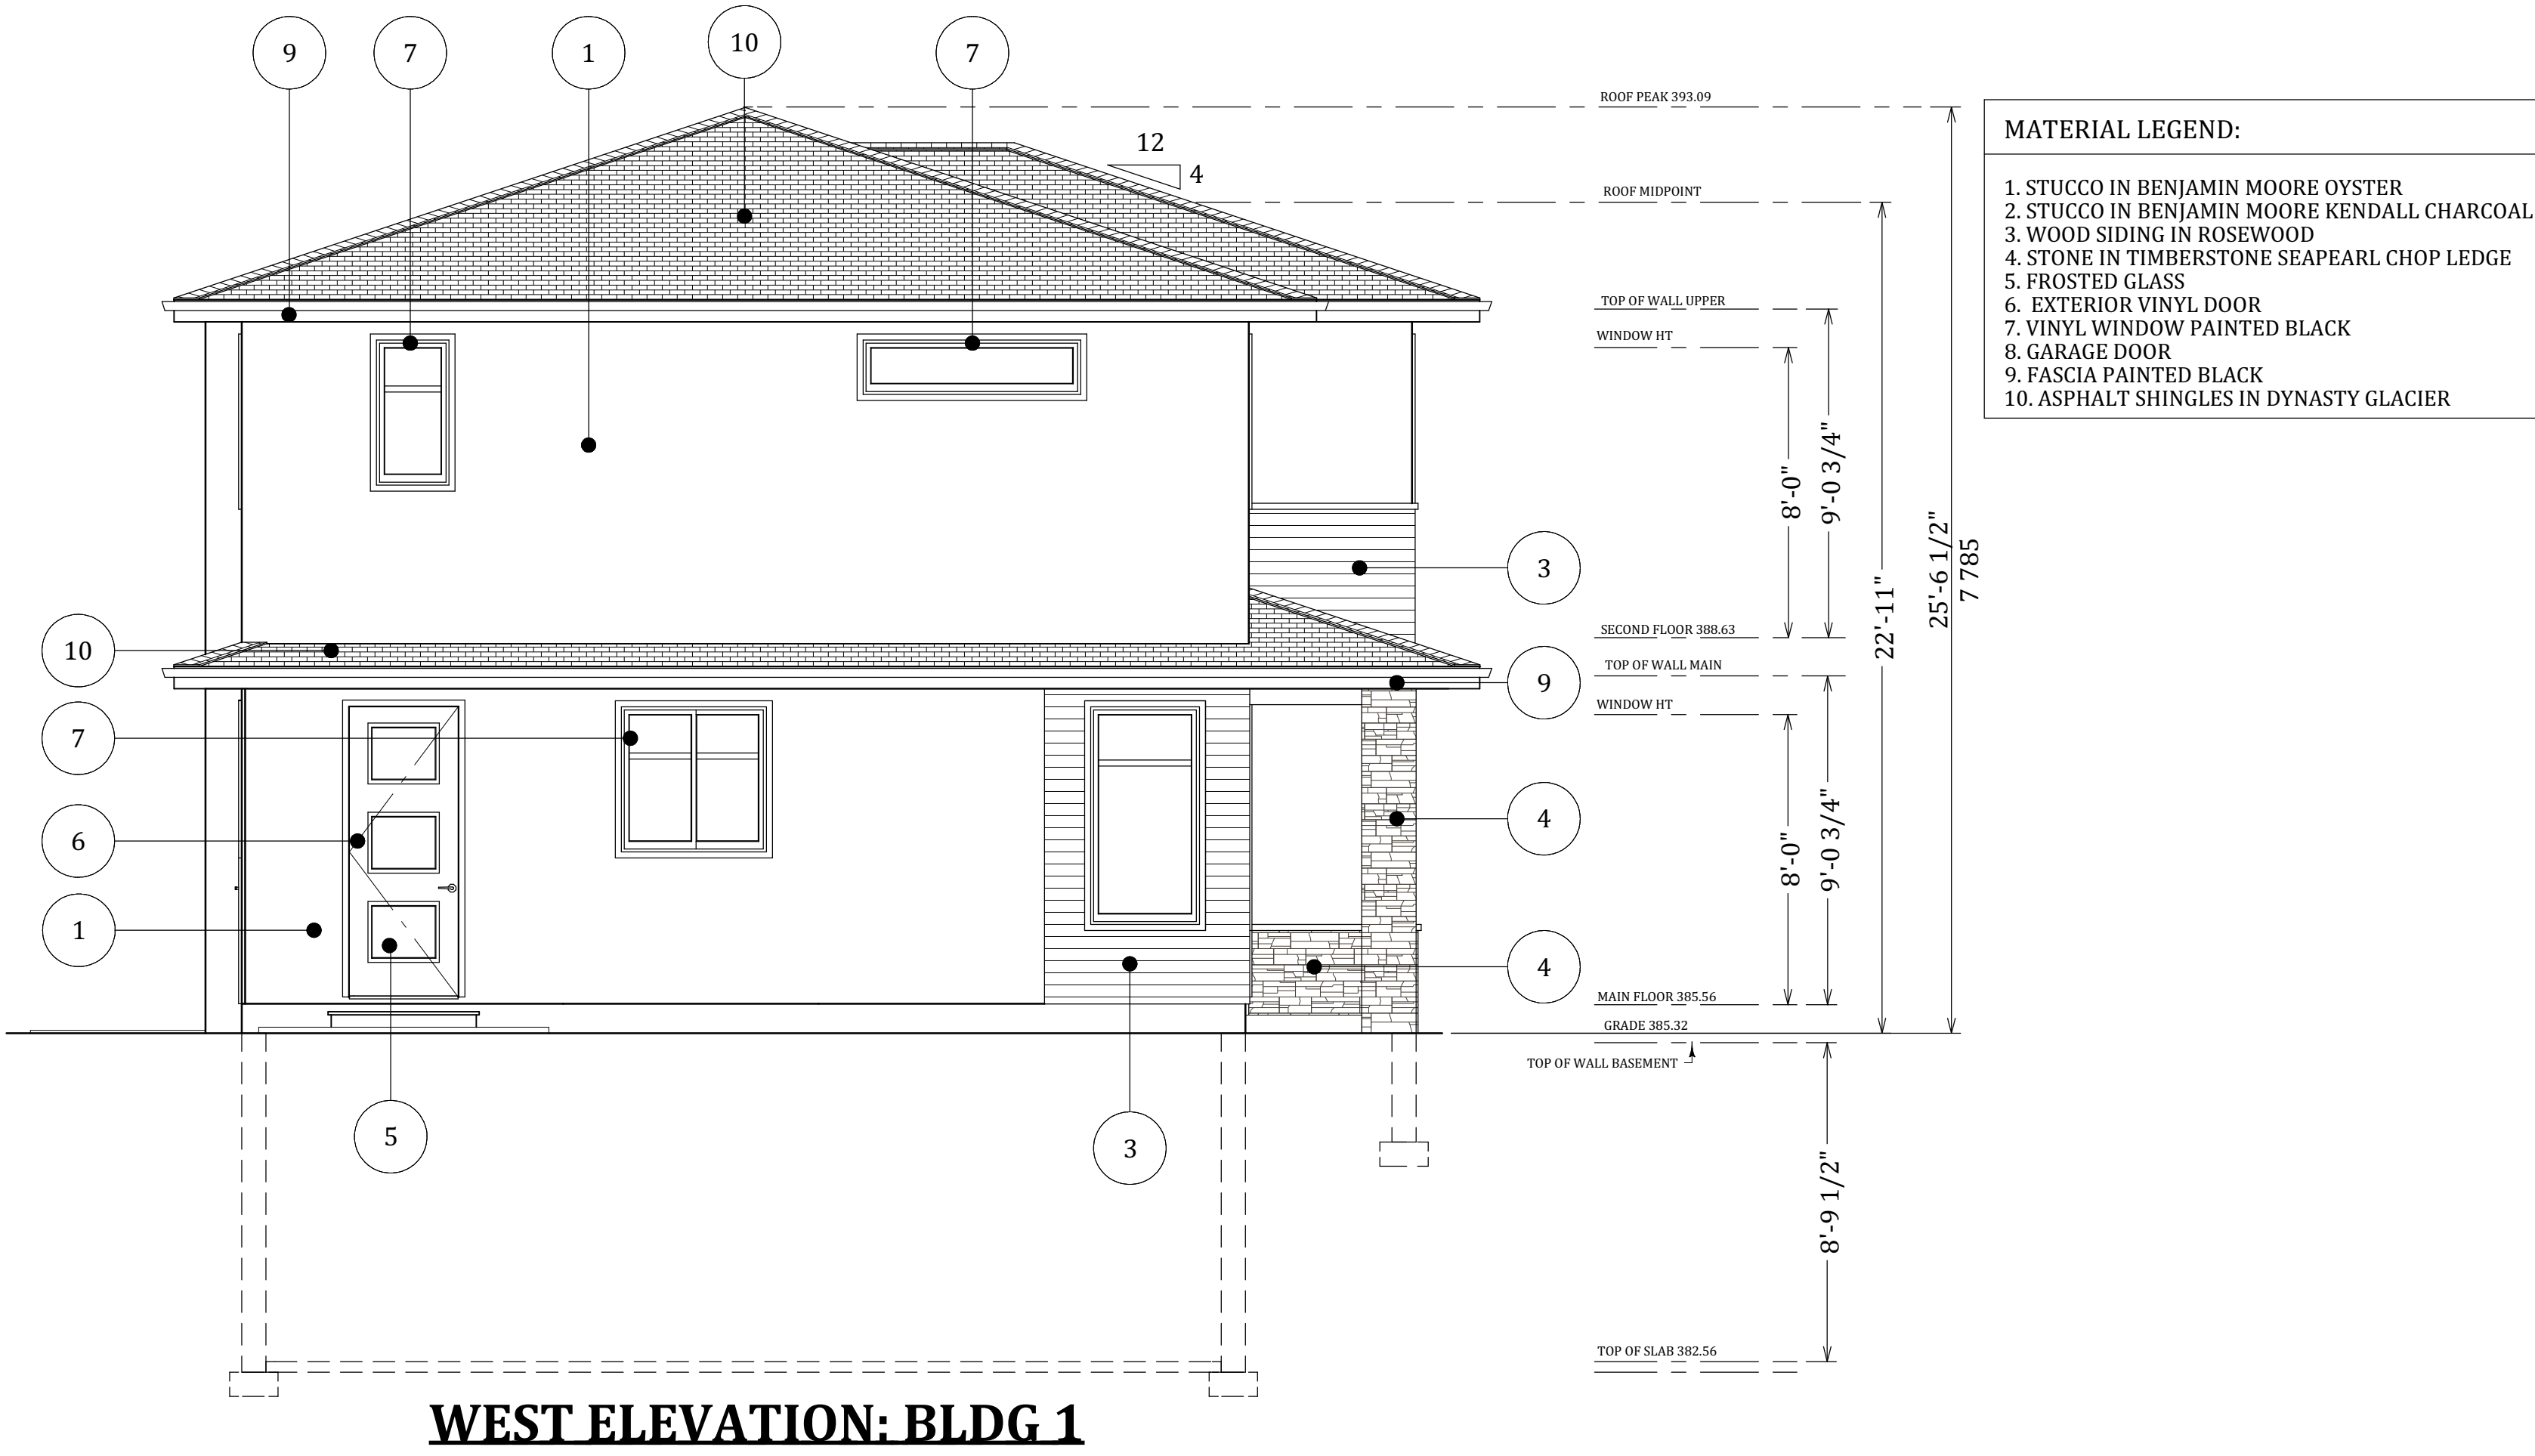 9
7
1
10
7
ROOF PEAK 393.09
12
4
ROOF MIDPOINT
TOP OF WALL UPPER
WINDOW HT
MATERIAL LEGEND:
1. STUCCO IN BENJAMIN MOORE OYSTER
2. STUCCO IN BENJAMIN MOORE KENDALL CHARCOAL
3. WOOD SIDING IN ROSEWOOD
4. STONE IN TIMBERSTONE SEAPEARL CHOP LEDGE
5. FROSTED GLASS
6. EXTERIOR VINYL DOOR
7. VINYL WINDOW PAINTED BLACK
8. GARAGE DOOR
9. FASCIA PAINTED BLACK
10. ASPHALT SHINGLES IN DYNASTY GLACIER
8'-0"
9'-0 3/4"
22'-11"
25'-6 1/2"
7 785
3
10
SECOND FLOOR 388.63
TOP OF WALL MAIN
9
WINDOW HT
7
4
6
8'-0"
9'-0 3/4"
1
4
MAIN FLOOR 385.56
GRADE 385.32
TOP OF WALL BASEMENT
5
3
8'-9 1/2"
TOP OF SLAB 382.56
WEST ELEVATION: BLDG 1